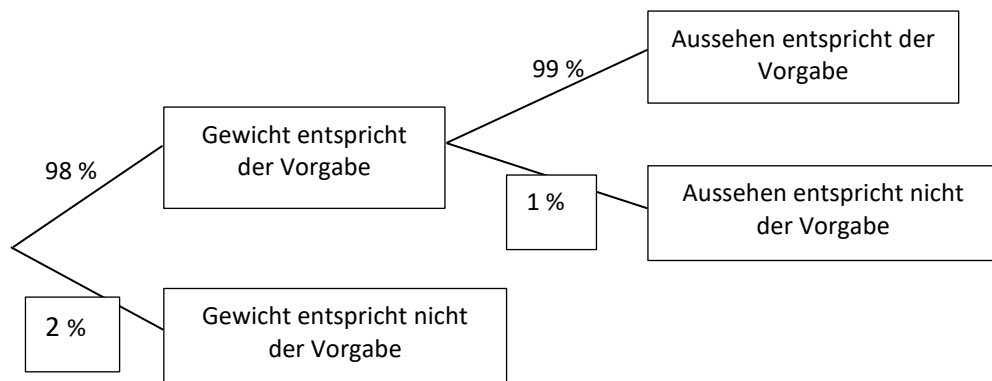 Aussehen entspricht der
Vorgabe
99 %
Gewicht entspricht
der Vorgabe
98 %
Aussehen entspricht nicht
der Vorgabe
1 %
Gewicht entspricht nicht
der Vorgabe
2 %